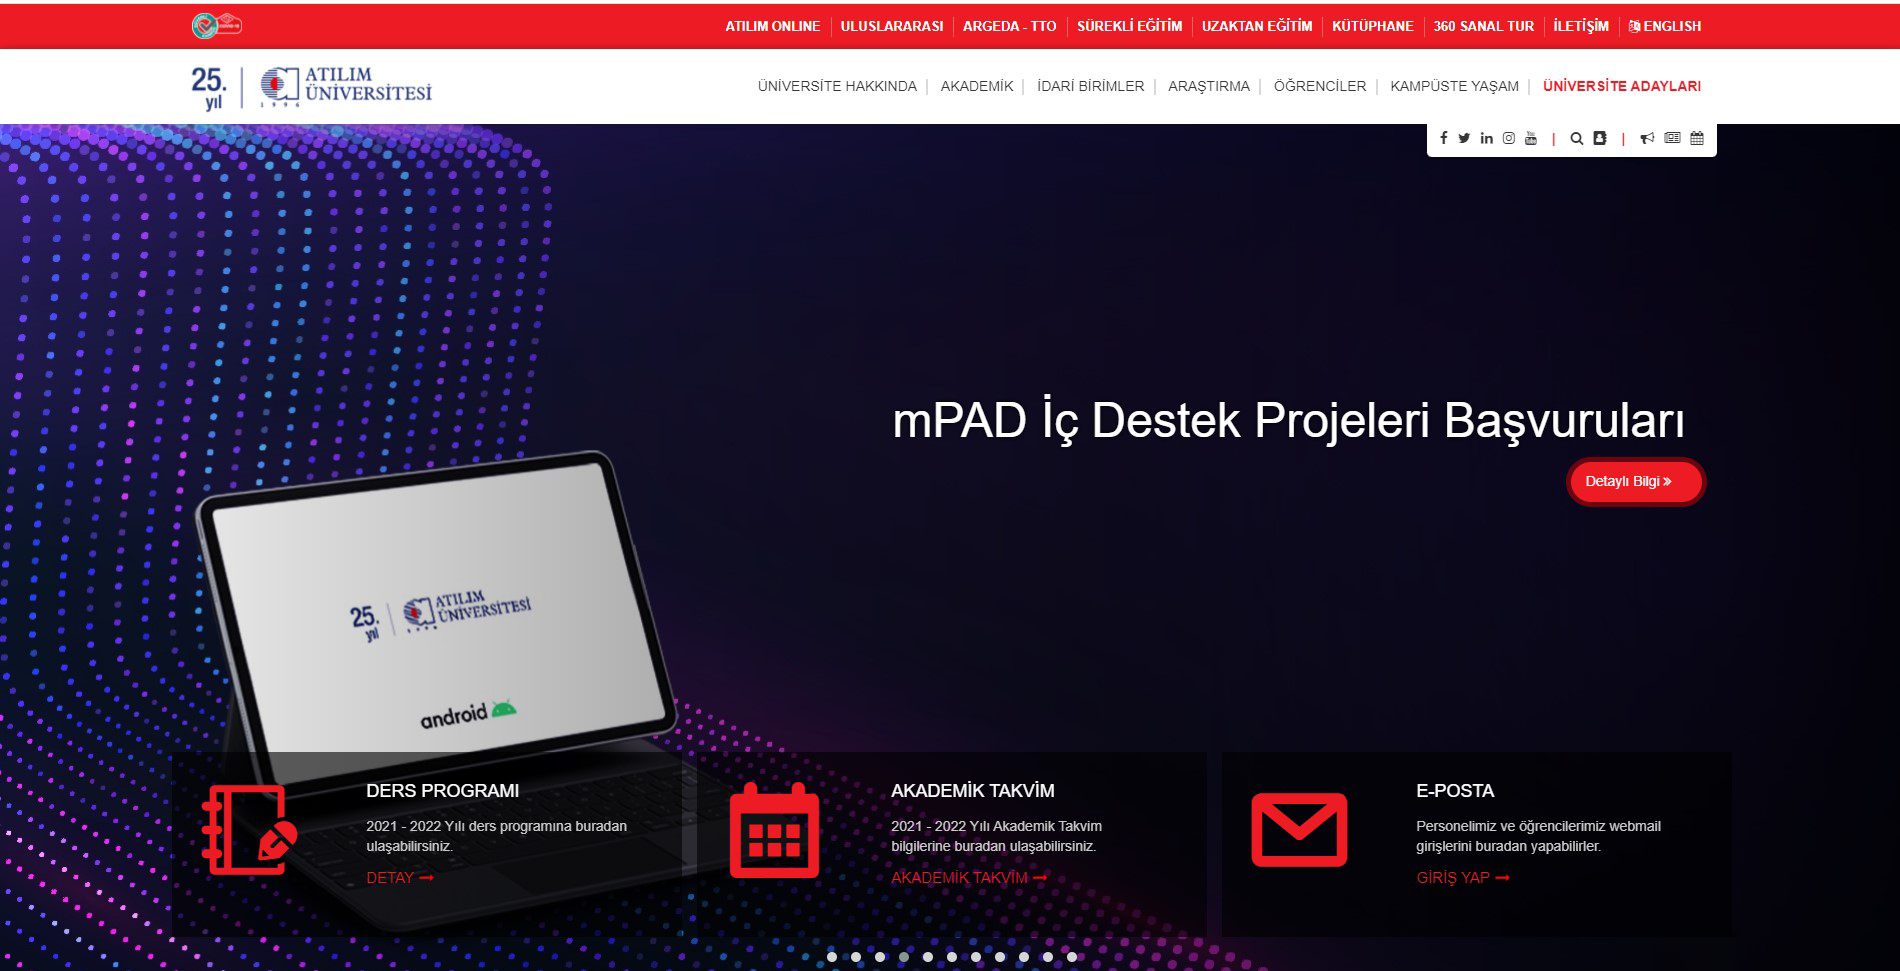 COVID-19
ATILIM ONLINE
ULUSLARARASI
ARGEDA - TTO
SÜREKLİ EĞİTİM
UZAKTAN EĞİTİM
KÜTÜPHANE
360 SANAL TUR
İLETİŞİM
ENGLISH
25.
yıl
ATILIM
ÜNİVERSİTESİ
1996
ÜNİVERSİTE HAKKINDA
AKADEMİK
İDARİ BİRİMLER
ARAŞTIRMA
ÖĞRENCİLER
KAMPÜSTE YAŞAM
ÜNİVERSİTE ADAYLARI
mPAD İç Destek Projeleri Başvuruları
Detaylı Bilgi »
25.
yıl
ATILIM
ÜNİVERSİTESİ
1996
android
DERS PROGRAMI
2021 - 2022 Yılı ders programına buradan
ulaşabilirsiniz.
DETAY
AKADEMİK TAKVİM
2021 - 2022 Yılı Akademik Takvim
bilgilerine buradan ulaşabilirsiniz.
AKADEMİK TAKVİM
E-POSTA
Personelimiz ve öğrencilerimiz webmail
girişlerini buradan yapabilirler.
GİRİŞ YAP